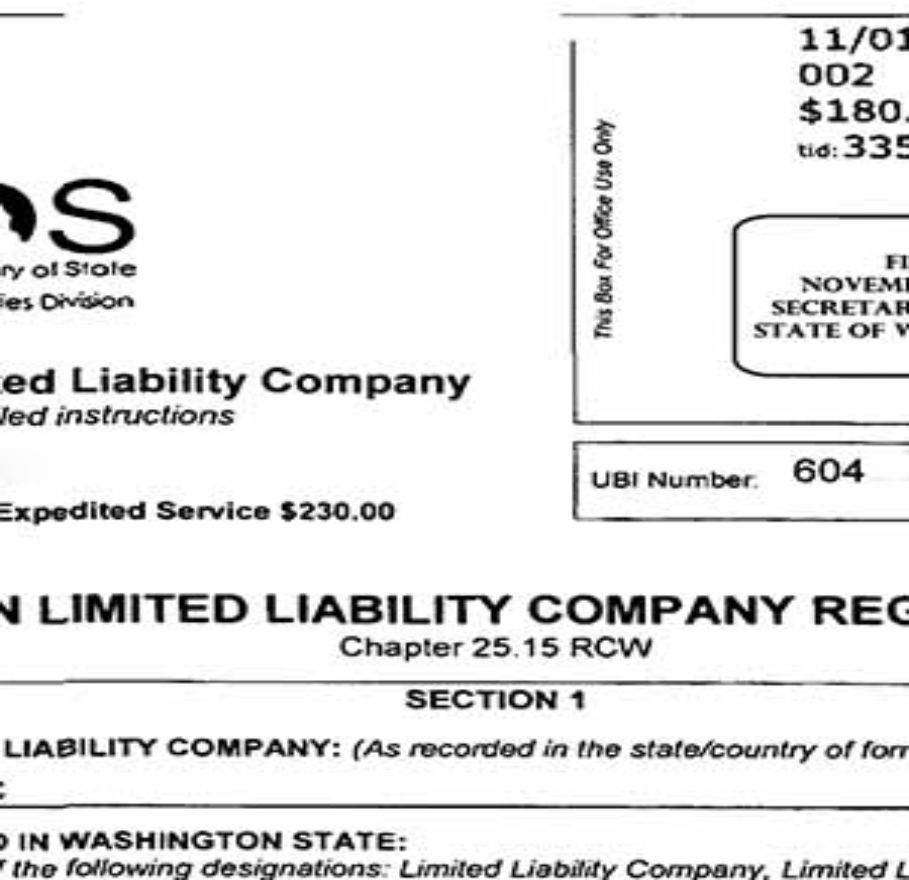 11/01
002
$180.
tid: 335
This Box For Office Use Only
OS
ry of State
ies Division
FI
NOVEM
SECRETAR
STATE OF W
ed Liability Company
led instructions
UBI Number: 604
Expedited Service $230.00
N LIMITED LIABILITY COMPANY REG
Chapter 25.15 RCW
SECTION 1
LIABILITY COMPANY: (As recorded in the state/country of for
D IN WASHINGTON STATE:
f the following designations: Limited Liability Company, Limited L